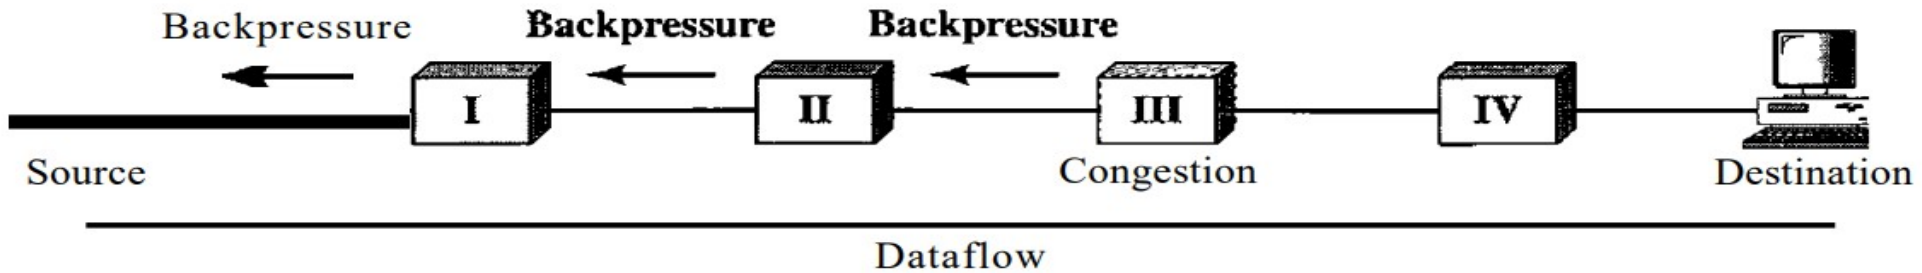 Backpressure Backpressure Backpressure
I II III IV
Source Congestion Destination
Dataflow